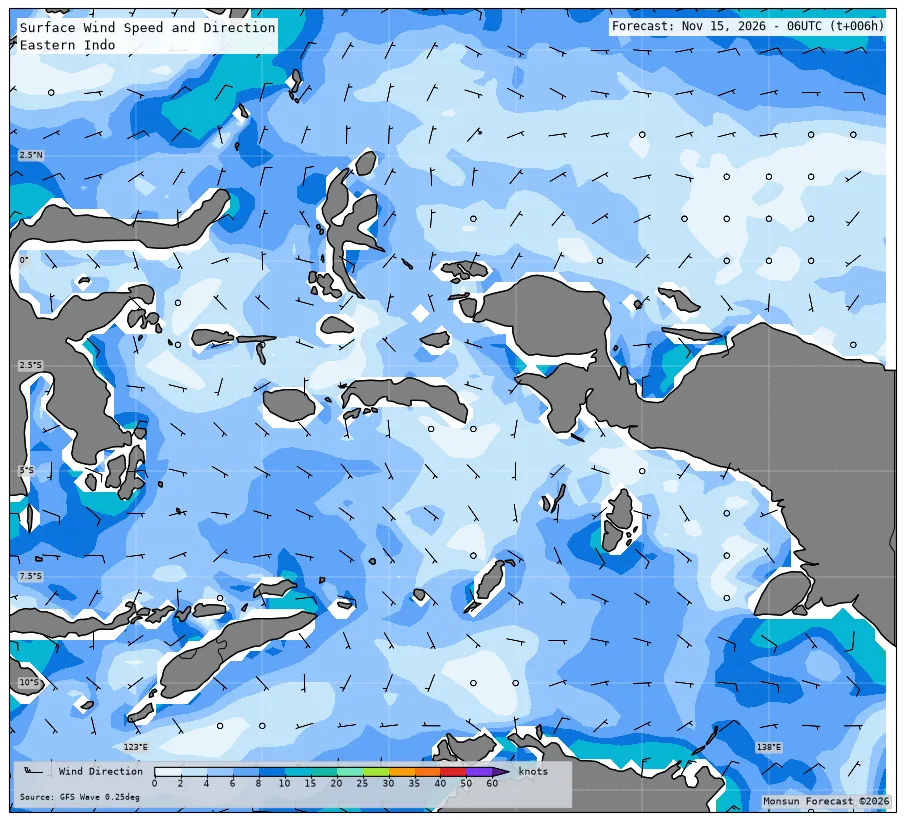 Surface Wind Speed and Direction
Eastern Indo
Forecast: Nov 15, 2026 - 06UTC (t+006h)
2.5°N
0°
2.5°S
5°S
7.5°S
10°S
123°E
138°E
Wind Direction
0 2 4 6 8 10 15 20 25 30 35 40 50 60
knots
Source: GFS Wave 0.25deg
Monsun Forecast ©2026